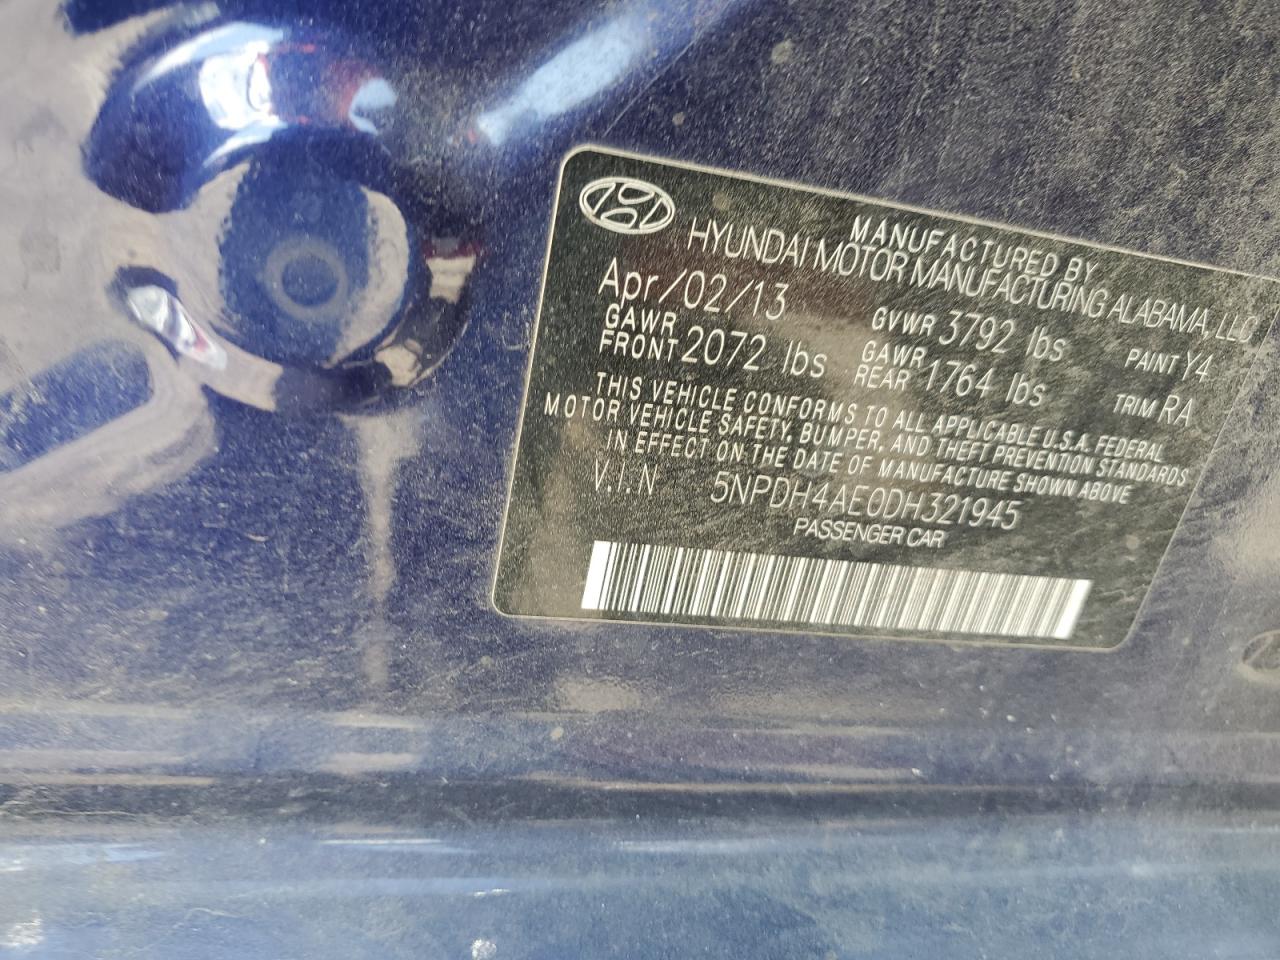 MANUFACTURED BY
HYUNDAI MOTOR MANUFACTURING ALABAMA, LLC
Apr/02/13 GVWR 3792 lbs PAINT Y4
GAWR FRONT 2072 lbs GAWR REAR 1764 lbs TRIM RA
THIS VEHICLE CONFORMS TO ALL APPLICABLE U.S.A. FEDERAL
MOTOR VEHICLE SAFETY, BUMPER, AND THEFT PREVENTION STANDARDS
IN EFFECT ON THE DATE OF MANUFACTURE SHOWN ABOVE
V.I.N 5NPDH4AE0DH321945
PASSENGER CAR